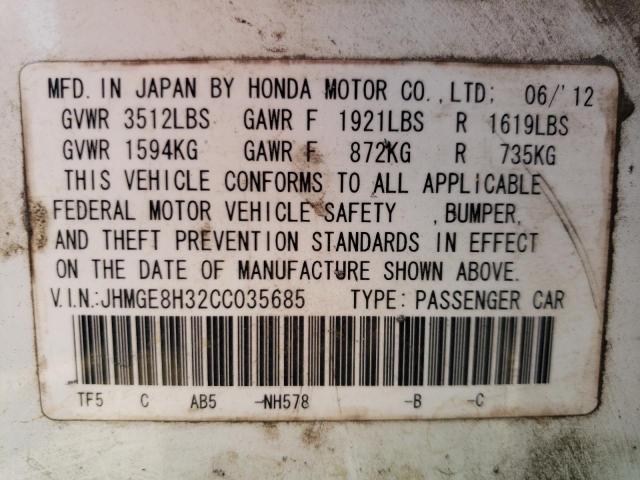 MFD. IN JAPAN BY HONDA MOTOR CO., LTD; 06/'12
GVWR 3512LBS GAWR F 1921LBS R 1619LBS
GVWR 1594KG GAWR F 872KG R 735KG
THIS VEHICLE CONFORMS TO ALL APPLICABLE
FEDERAL MOTOR VEHICLE SAFETY , BUMPER,
AND THEFT PREVENTION STANDARDS IN EFFECT
ON THE DATE OF MANUFACTURE SHOWN ABOVE.
V.I.N.:JHMGE8H32CC035685 TYPE: PASSENGER CAR
TF5 C AB5 -NH578 -B -C